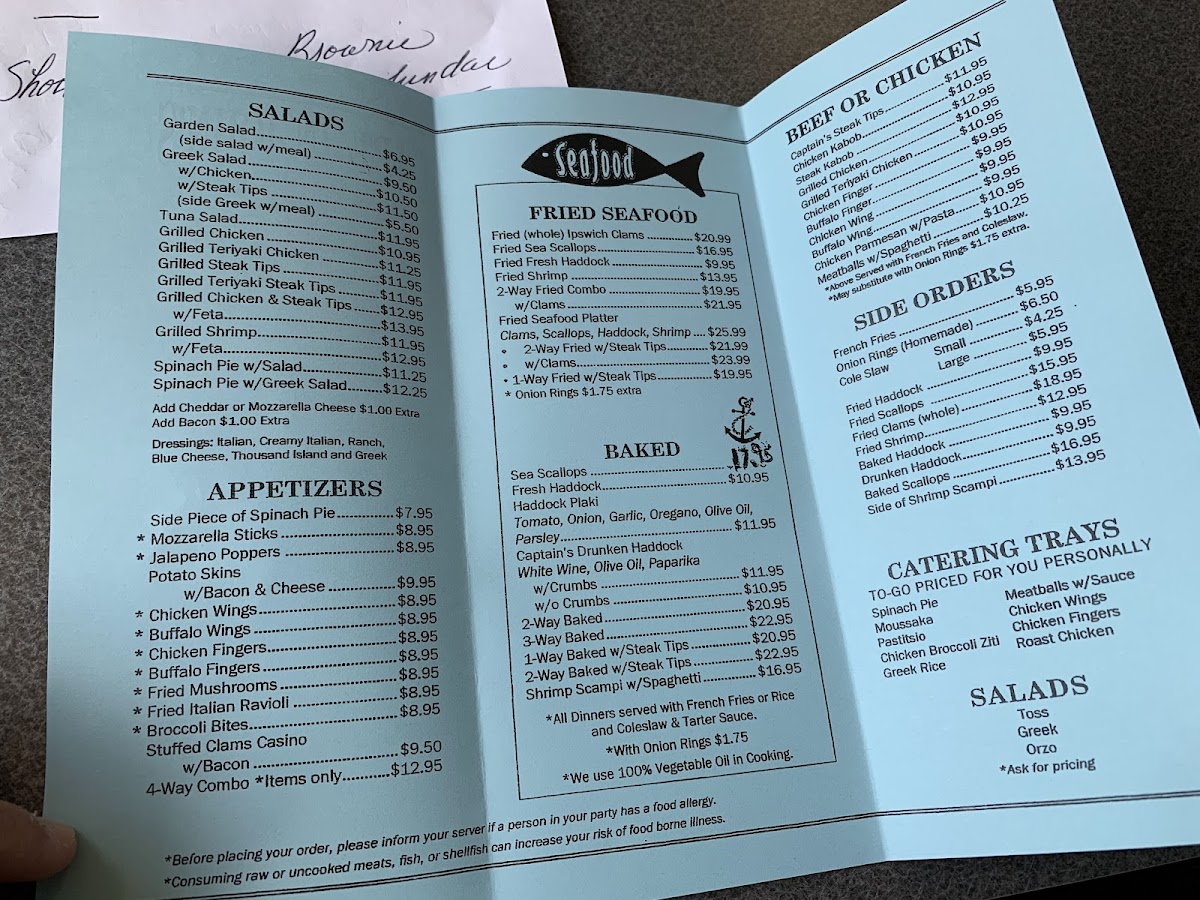 Brownie
Sundae
SALADS
Garden Salad $6.95
(side salad w/meal) $4.25
Greek Salad $9.50
w/Chicken $10.50
w/Steak Tips $11.50
(side Greek w/meal) $5.50
Tuna Salad $11.95
Grilled Chicken $10.95
Grilled Teriyaki Chicken $11.25
Grilled Steak Tips $11.95
Grilled Teriyaki Steak Tips $11.95
Grilled Chicken & Steak Tips $12.95
w/Feta $13.95
Grilled Shrimp $11.95
w/Feta $12.95
Spinach Pie w/Salad $11.25
Spinach Pie w/Greek Salad $12.25
Add Cheddar or Mozzarella Cheese $1.00 Extra
Add Bacon $1.00 Extra
Dressings: Italian, Creamy Italian, Ranch,
Blue Cheese, Thousand Island and Greek
APPETIZERS
Side Piece of Spinach Pie $7.95
* Mozzarella Sticks $8.95
* Jalapeno Poppers $8.95
Potato Skins
w/Bacon & Cheese $9.95
* Chicken Wings $8.95
* Buffalo Wings $8.95
* Chicken Fingers $8.95
* Buffalo Fingers $8.95
* Fried Mushrooms $8.95
* Fried Italian Ravioli $8.95
* Broccoli Bites $8.95
Stuffed Clams Casino
w/Bacon $9.50
4-Way Combo *Items only $12.95
Seafood
FRIED SEAFOOD
Fried (whole) Ipswich Clams $20.99
Fried Sea Scallops $16.95
Fried Fresh Haddock $9.95
Fried Shrimp $13.95
2-Way Fried Combo $19.95
w/Clams $21.95
Fried Seafood Platter
Clams, Scallops, Haddock, Shrimp $25.99
• 2-Way Fried w/Steak Tips $21.99
• w/Clams $23.99
• 1-Way Fried w/Steak Tips $19.95
* Onion Rings $1.75 extra
BAKED
Sea Scallops 17.95
Fresh Haddock $10.95
Haddock Plaki
Tomato, Onion, Garlic, Oregano, Olive Oil,
Parsley $11.95
Captain's Drunken Haddock
White Wine, Olive Oil, Paparika
w/Crumbs $11.95
w/o Crumbs $10.95
2-Way Baked $20.95
3-Way Baked $22.95
1-Way Baked w/Steak Tips $20.95
2-Way Baked w/Steak Tips $22.95
Shrimp Scampi w/Spaghetti $16.95
*All Dinners served with French Fries or Rice
and Coleslaw & Tarter Sauce.
*With Onion Rings $1.75
*We use 100% Vegetable Oil in Cooking.
BEEF OR CHICKEN
Captain's Steak Tips $11.95
Chicken Kabob $10.95
Steak Kabob $12.95
Grilled Chicken $10.95
Grilled Teriyaki Chicken $10.95
Chicken Finger $9.95
Buffalo Finger $9.95
Chicken Wing $9.95
Buffalo Wing $9.95
Chicken Parmesan w/Pasta $10.95
Meatballs w/Spaghetti $10.25
*Above Served with French Fries and Coleslaw.
*May substitute with Onion Rings $1.75 extra.
SIDE ORDERS
French Fries $5.95
Onion Rings (Homemade) $6.50
Cole Slaw Small $4.25
Large $5.95
Fried Haddock $9.95
Fried Scallops $15.95
Fried Clams (whole) $18.95
Fried Shrimp $12.95
Baked Haddock $9.95
Drunken Haddock $9.95
Baked Scallops $16.95
Side of Shrimp Scampi $13.95
CATERING TRAYS
TO-GO PRICED FOR YOU PERSONALLY
Spinach Pie Meatballs w/Sauce
Moussaka Chicken Wings
Pastitsio Chicken Fingers
Chicken Broccoli Ziti Roast Chicken
Greek Rice
SALADS
Toss
Greek
Orzo
*Ask for pricing
*Before placing your order, please inform your server if a person in your party has a food allergy.
*Consuming raw or uncooked meats, fish, or shellfish can increase your risk of food borne illness.